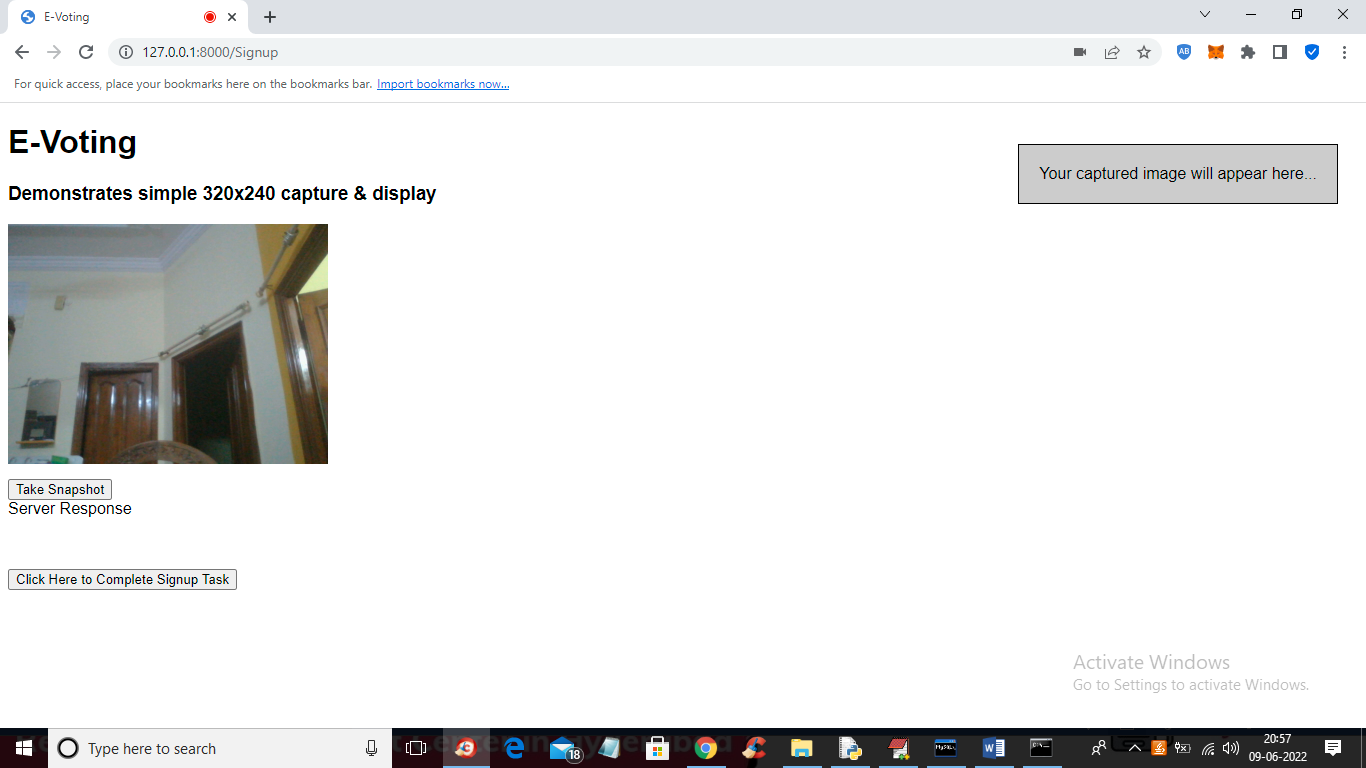 E-Voting
127.0.0.1:8000/Signup
AB
For quick access, place your bookmarks here on the bookmarks bar. Import bookmarks now...
E-Voting
Your captured image will appear here...
Demonstrates simple 320x240 capture & display
Take Snapshot
Server Response
Click Here to Complete Signup Task
Activate Windows
Go to Settings to activate Windows.
Type here to search
18
MySQL
20:57
09-06-2022